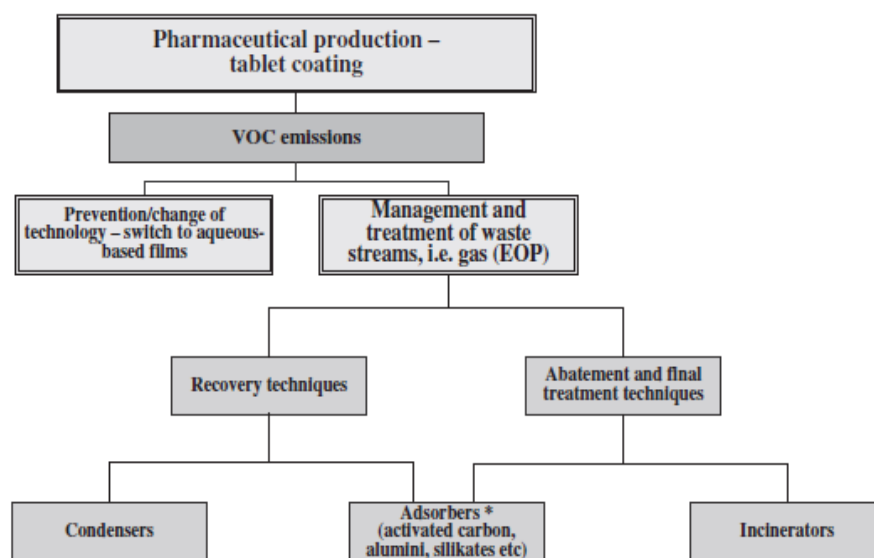 Pharmaceutical production –
tablet coating
VOC emissions
Prevention/change of
technology – switch to aqueous-
based films
Management and
treatment of waste
streams, i.e. gas (EOP)
Recovery techniques
Abatement and final
treatment techniques
Condensers
Adsorbers *
(activated carbon,
alumini, silikates etc)
Incinerators